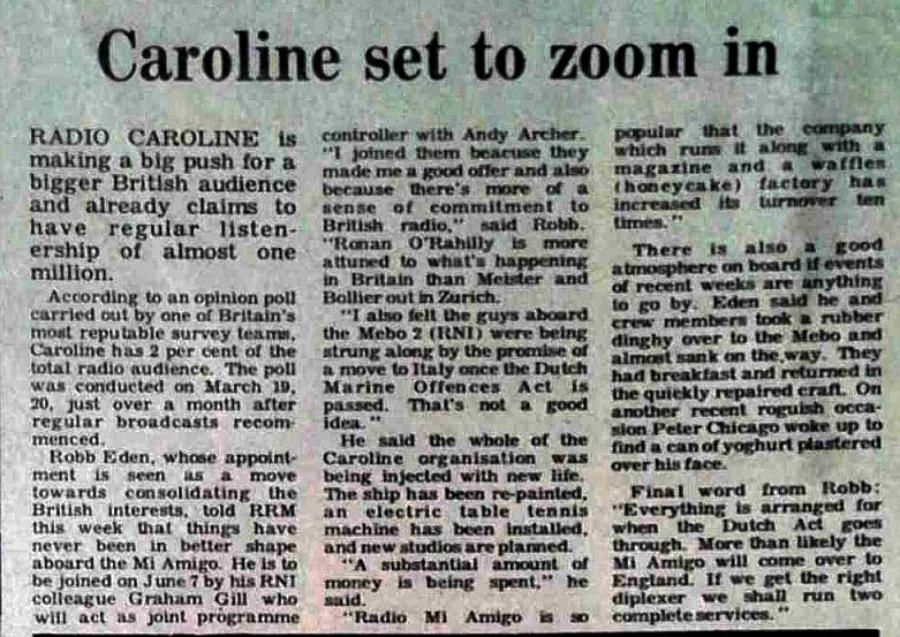 Caroline set to zoom in
RADIO CAROLINE is
making a big push for a
bigger British audience
and already claims to
have regular listen-
ership of almost one
million.
According to an opinion poll
carried out by one of Britain's
most reputable survey teams,
Caroline has 2 per cent of the
total radio audience. The poll
was conducted on March 19,
20, just over a month after
regular broadcasts recom-
menced.
Robb Eden, whose appoint-
ment is seen as a move
towards consolidating the
British interests, told RRM
this week that things have
never been in better shape
aboard the Mi Amigo. He is to
be joined on June 7 by his RNI
colleague Graham Gill who
will act as joint programme
controller with Andy Archer.
"I joined them beacuse they
made me a good offer and also
because there's more of a
sense of commitment to
British radio," said Robb.
"Ronan O'Rahilly is more
attuned to what's happening
in Britain than Meister and
Bollier out in Zurich.
"I also felt the guys aboard
the Mebo 2 (RNI) were being
strung along by the promise of
a move to Italy once the Dutch
Marine Offences Act is
passed. That's not a good
idea."
He said the whole of the
Caroline organisation was
being injected with new life.
The ship has been re-painted,
an electric table tennis
machine has been installed,
and new studios are planned.
"A substantial amount of
money is being spent," he
said.
"Radio Mi Amigo is so
popular that the company
which runs it along with a
magazine and a waffles
(honeycake) factory has
increased its turnover ten
times."
There is also a good
atmosphere on board if events
of recent weeks are anything
to go by. Eden said he and
crew members took a rubber
dinghy over to the Mebo and
almost sank on the way. They
had breakfast and returned in
the quickly repaired craft. On
another recent roguish occa-
sion Peter Chicago woke up to
find a can of yoghurt plastered
over his face.
Final word from Robb:
"Everything is arranged for
when the Dutch Act goes
through. More than likely the
Mi Amigo will come over to
England. If we get the right
diplexer we shall run two
complete services."